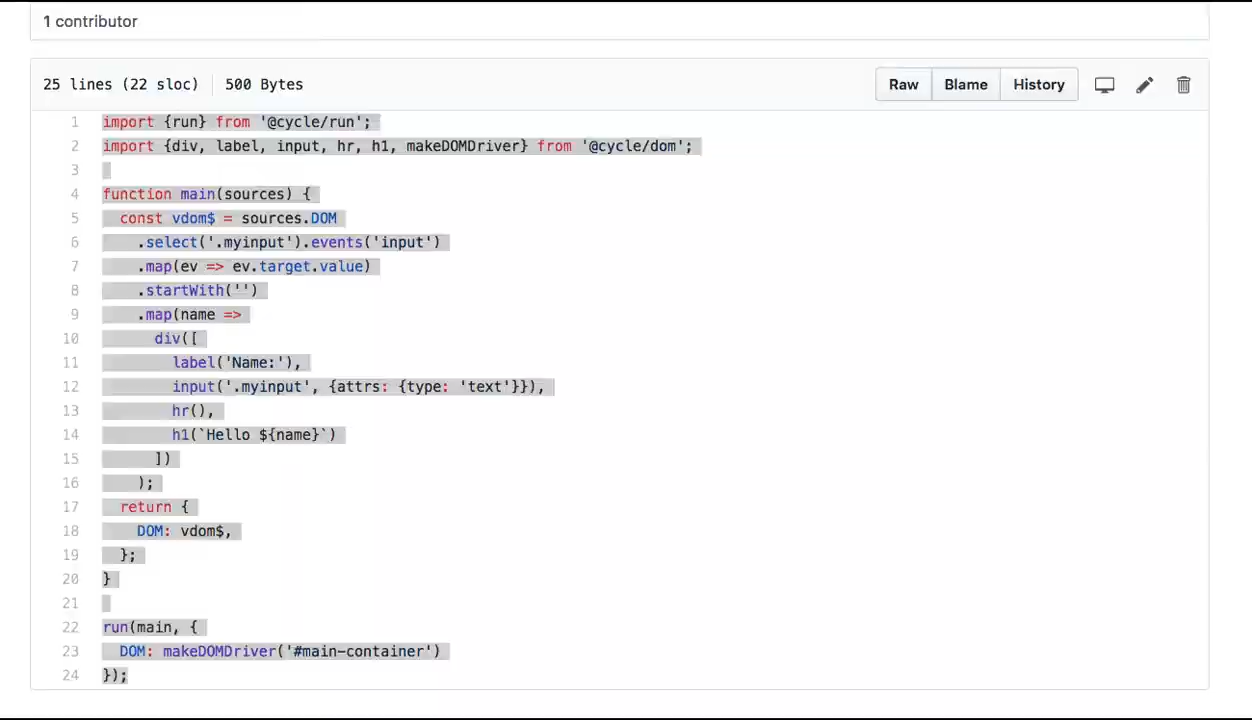 1 contributor
25 lines (22 sloc) 500 Bytes Raw Blame History
1 import {run} from '@cycle/run';
2 import {div, label, input, hr, h1, makeDOMDriver} from '@cycle/dom';
3
4 function main(sources) {
5   const vdom$ = sources.DOM
6     .select('.myinput').events('input')
7     .map(ev => ev.target.value)
8     .startWith('')
9     .map(name =>
10       div([
11         label('Name:'),
12         input('.myinput', {attrs: {type: 'text'}}),
13         hr(),
14         h1(`Hello ${name}`)
15       ])
16     );
17   return {
18     DOM: vdom$,
19   };
20 }
21
22 run(main, {
23   DOM: makeDOMDriver('#main-container')
24 });